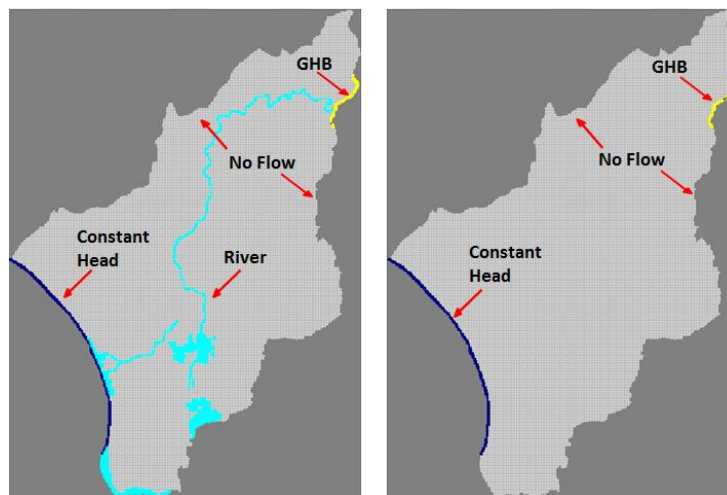 GHB
No Flow
Constant
Head
River
GHB
No Flow
Constant
Head